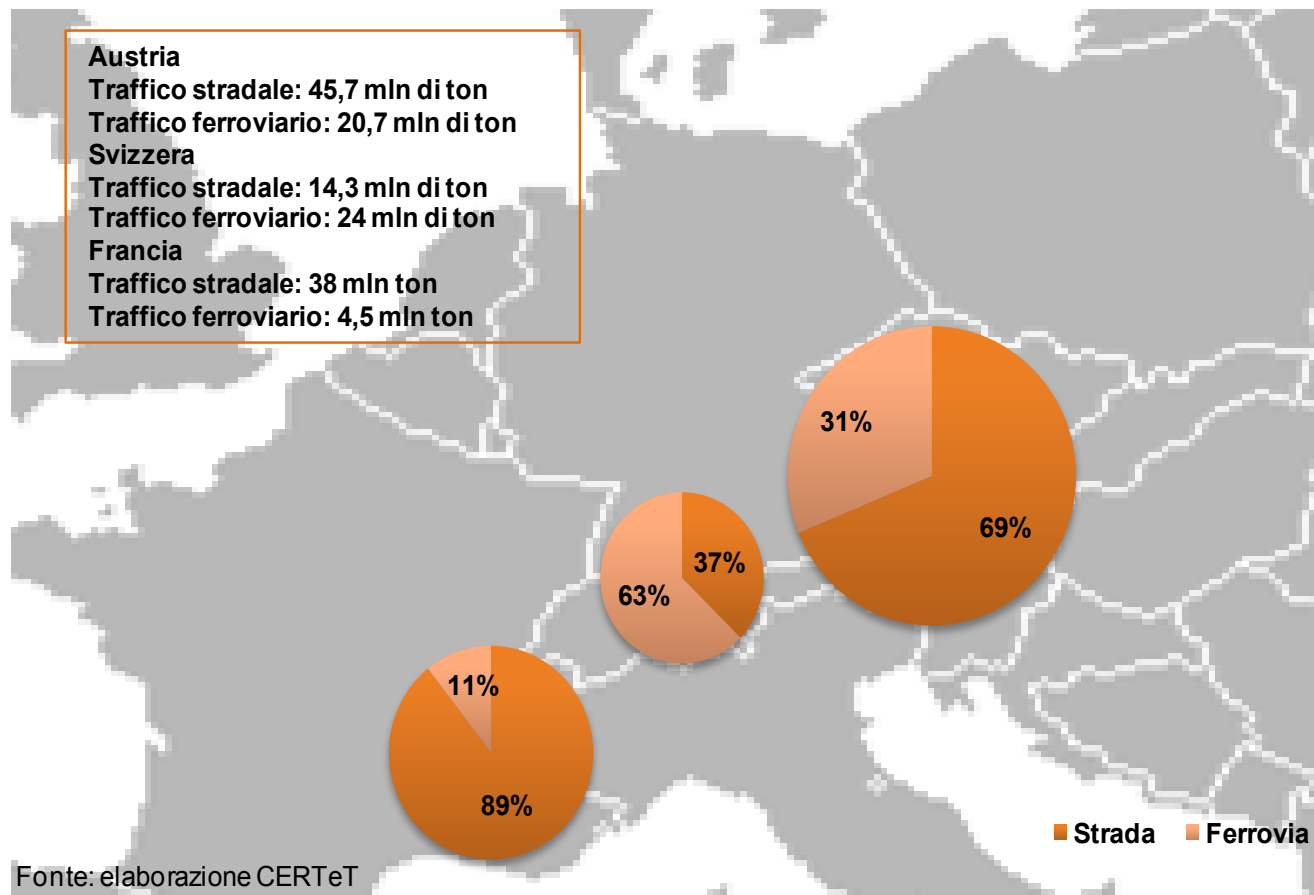 Austria
Traffico stradale: 45,7 mln di ton
Traffico ferroviario: 20,7 mln di ton
Svizzera
Traffico stradale: 14,3 mln di ton
Traffico ferroviario: 24 mln di ton
Francia
Traffico stradale: 38 mln ton
Traffico ferroviario: 4,5 mln ton
31%
69%
37%
63%
11%
89%
Strada Ferrovia
Fonte: elaborazione CERTeT